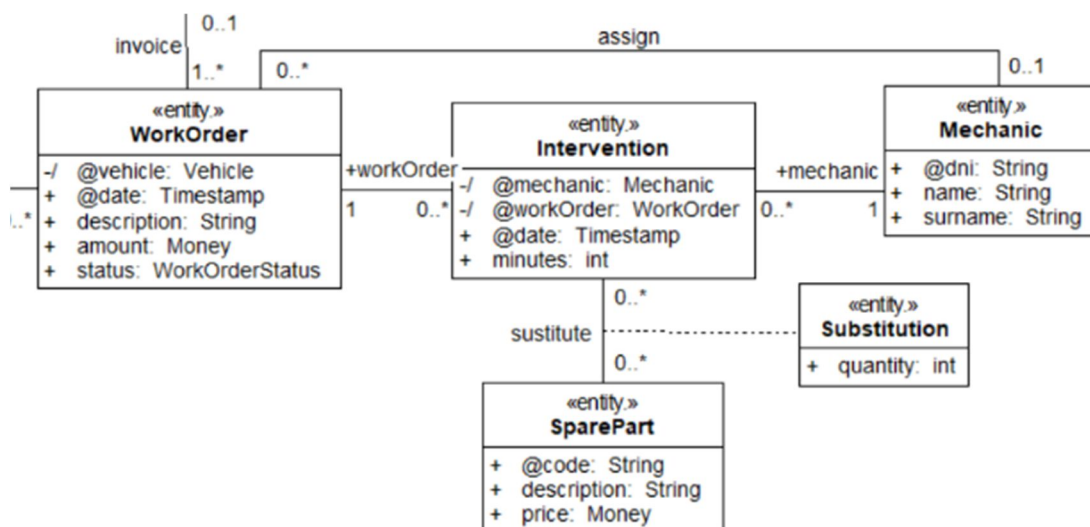 0..1
invoice
1..*
assign
0..*
0..1
«entity.»
WorkOrder
-/ @vehicle: Vehicle
+ @date: Timestamp
+ description: String
+ amount: Money
+ status: WorkOrderStatus
0..*
+workOrder
1
0..*
«entity.»
Intervention
-/ @mechanic: Mechanic
-/ @workOrder: WorkOrder
+ @date: Timestamp
+ minutes: int
+mechanic
0..*
1
«entity.»
Mechanic
+ @dni: String
+ name: String
+ surname: String
0..*
sustitute
0..*
«entity.»
Substitution
+ quantity: int
«entity.»
SparePart
+ @code: String
+ description: String
+ price: Money